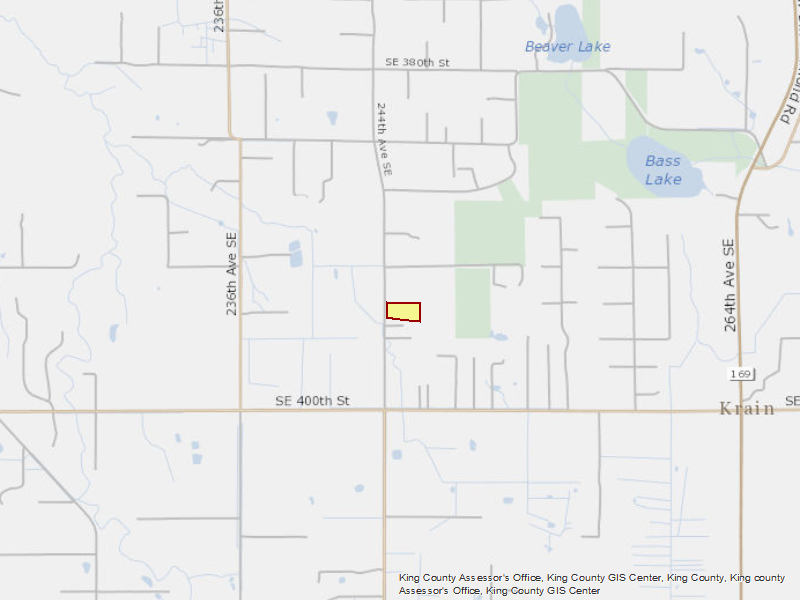 236th
Beaver Lake
SE 380th St
244th Ave SE
Bass
Lake
236th Ave SE
264th Ave SE
169
SE 400th St
Krain
SE
King County Assessor's Office, King County GIS Center, King County, King county
Assessor's Office, King County GIS Center